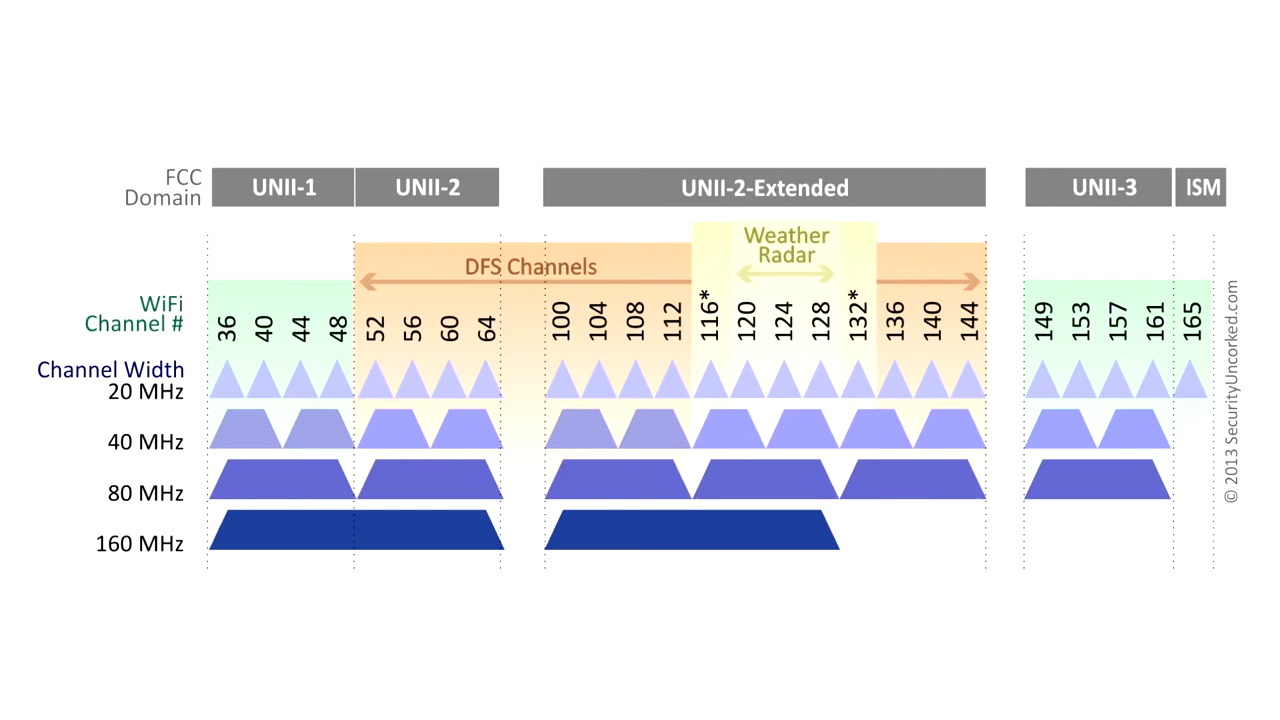 FCC
Domain
UNII-1
UNII-2
UNII-2-Extended
UNII-3
ISM
Weather
Radar
DFS Channels
WiFi
Channel #
36 40 44 48 52 56 60 64 100 104 108 112 116* 120 124 128 132* 136 140 144 149 153 157 161 165
Channel Width
20 MHz
40 MHz
80 MHz
160 MHz
© 2013 SecurityUncorked.com